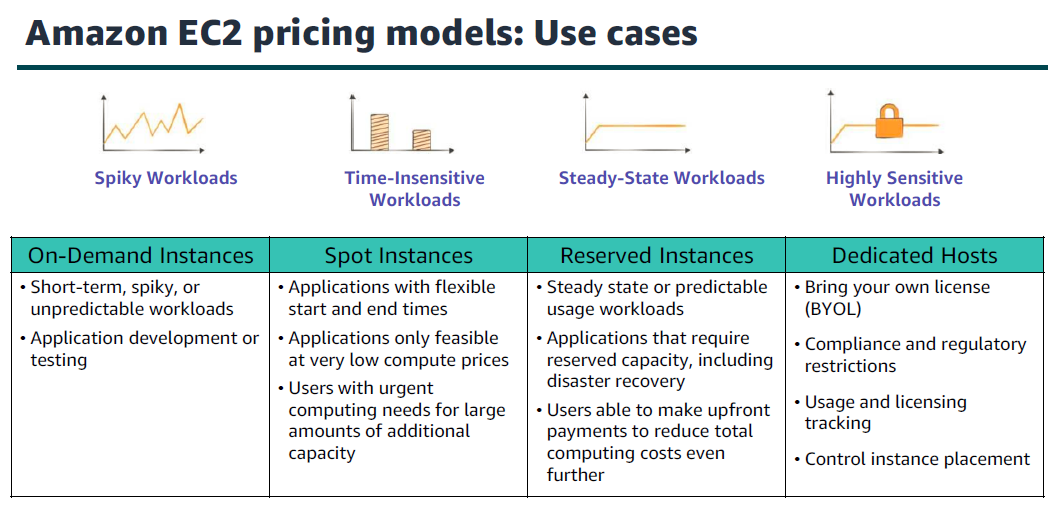 Amazon EC2 pricing models: Use cases
Spiky Workloads
Time-Insensitive
Workloads
Steady-State Workloads
Highly Sensitive
Workloads
On-Demand Instances
• Short-term, spiky, or
unpredictable workloads
• Application development or
testing
Spot Instances
• Applications with flexible
start and end times
• Applications only feasible
at very low compute prices
• Users with urgent
computing needs for large
amounts of additional
capacity
Reserved Instances
• Steady state or predictable
usage workloads
• Applications that require
reserved capacity, including
disaster recovery
• Users able to make upfront
payments to reduce total
computing costs even
further
Dedicated Hosts
• Bring your own license
(BYOL)
• Compliance and regulatory
restrictions
• Usage and licensing
tracking
• Control instance placement